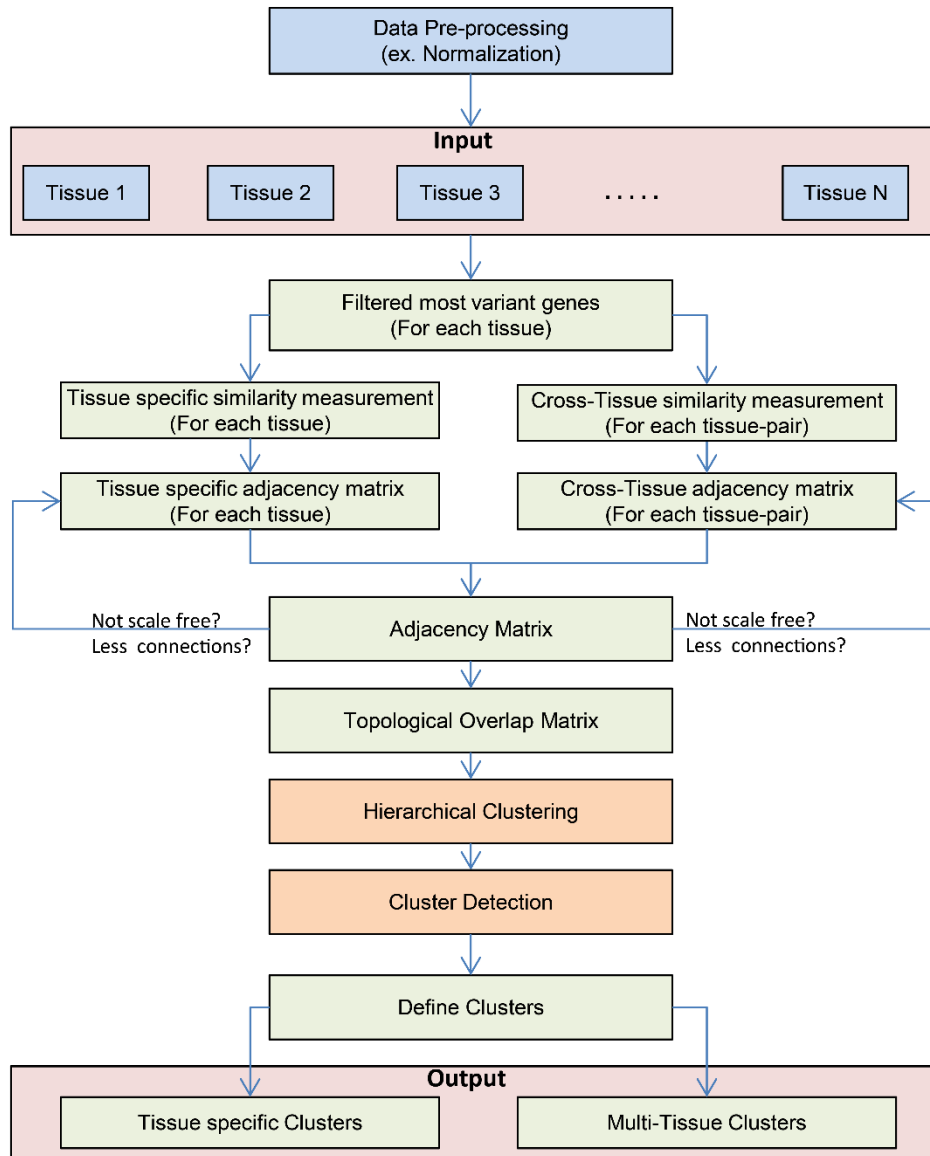 Data Pre-processing
(ex. Normalization)
Input
Tissue 1
Tissue 2
Tissue 3
.....
Tissue N
Filtered most variant genes
(For each tissue)
Tissue specific similarity measurement
(For each tissue)
Cross-Tissue similarity measurement
(For each tissue-pair)
Tissue specific adjacency matrix
(For each tissue)
Cross-Tissue adjacency matrix
(For each tissue-pair)
Not scale free?
Less connections?
Adjacency Matrix
Not scale free?
Less connections?
Topological Overlap Matrix
Hierarchical Clustering
Cluster Detection
Define Clusters
Output
Tissue specific Clusters
Multi-Tissue Clusters